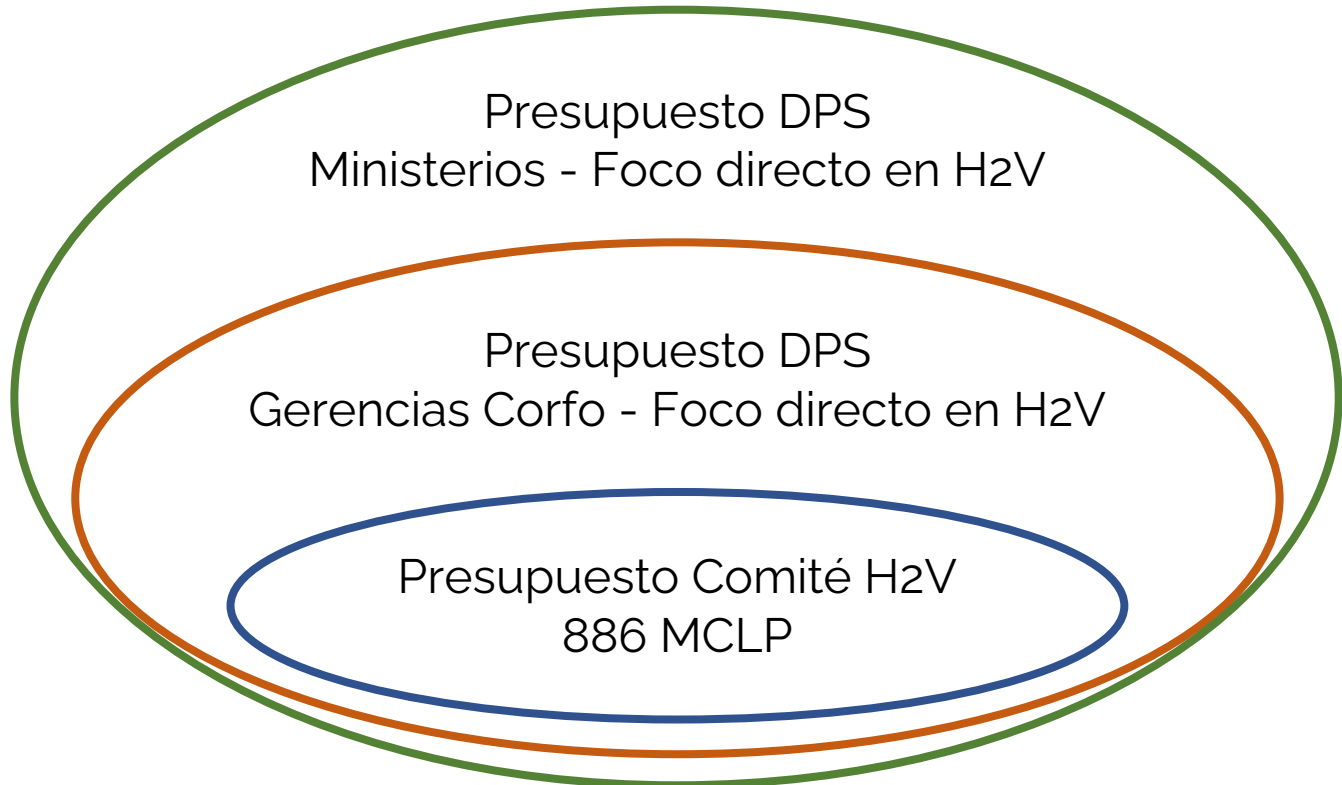 Presupuesto DPS
Ministerios - Foco directo en H2V
Presupuesto DPS
Gerencias Corfo - Foco directo en H2V
Presupuesto Comité H2V
886 MCLP